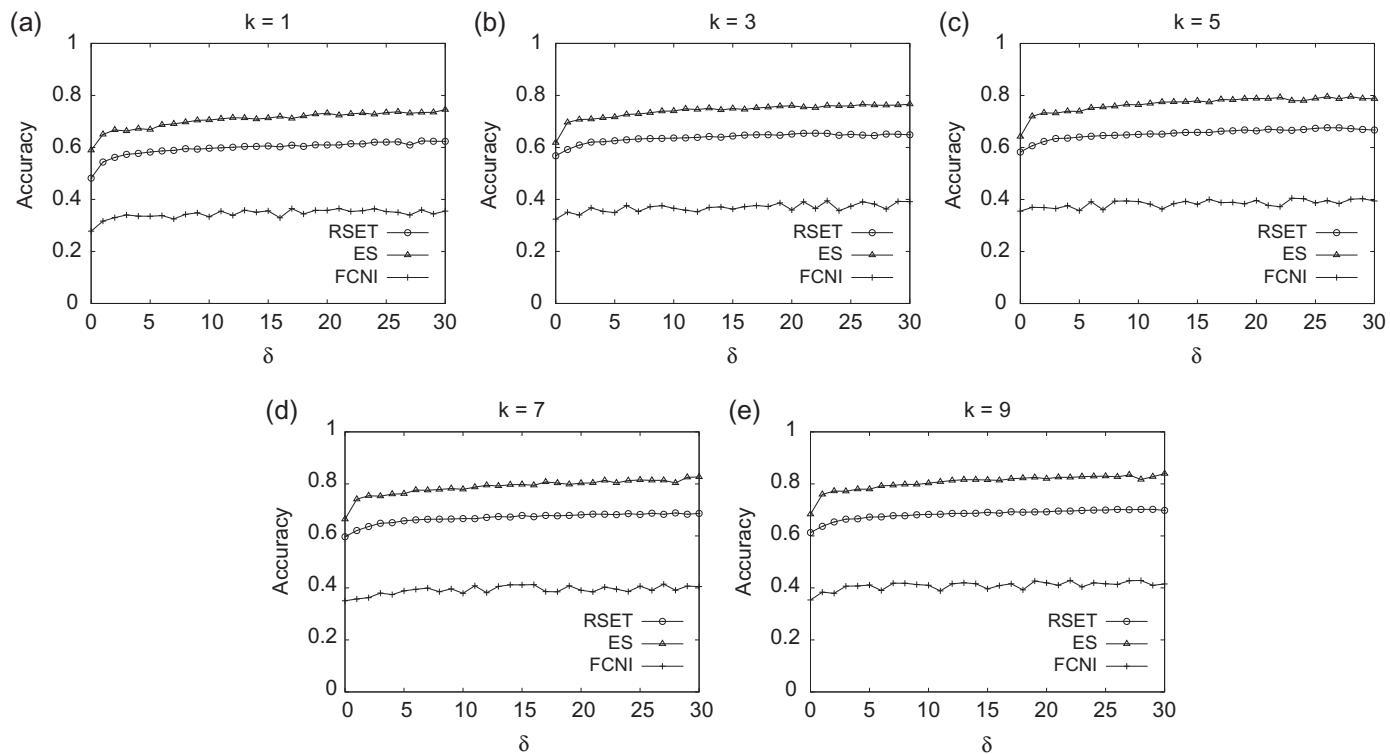 (a)
k = 1
1
0.8
0.6
0.4
0.2
0
Accuracy
RSET
ES
FCNI
0 5 10 15 20 25 30
δ
(b)
k = 3
1
0.8
0.6
0.4
0.2
0
Accuracy
RSET
ES
FCNI
0 5 10 15 20 25 30
δ
(c)
k = 5
1
0.8
0.6
0.4
0.2
0
Accuracy
RSET
ES
FCNI
0 5 10 15 20 25 30
δ
(d)
k = 7
1
0.8
0.6
0.4
0.2
0
Accuracy
RSET
ES
FCNI
0 5 10 15 20 25 30
δ
(e)
k = 9
1
0.8
0.6
0.4
0.2
0
Accuracy
RSET
ES
FCNI
0 5 10 15 20 25 30
δ